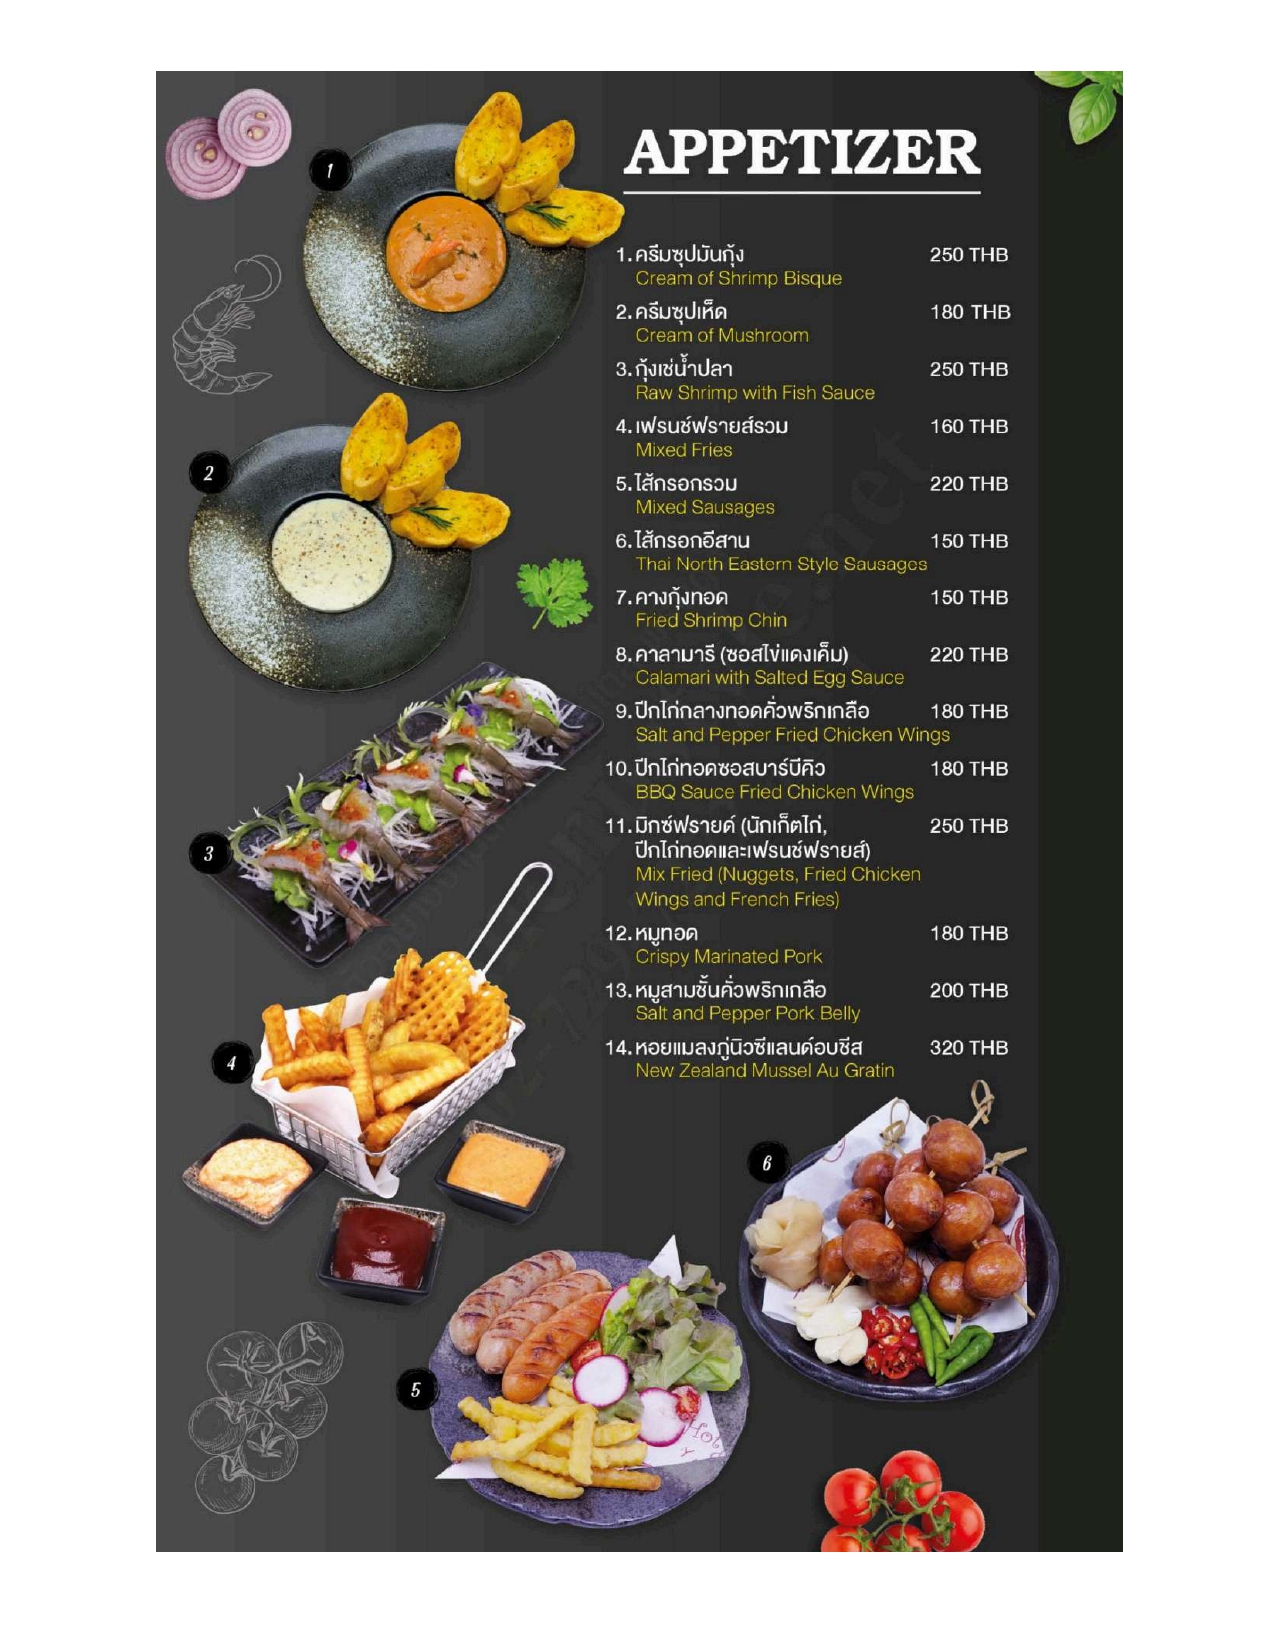 APPETIZER
1. ครีมซุปมันกุ้ง 250 THB
Cream of Shrimp Bisque
2. ครีมซุปเห็ด 180 THB
Cream of Mushroom
3. กุ้งแช่น้ำปลา 250 THB
Raw Shrimp with Fish Sauce
4. เฟรนช์ฟรายส์รวม 160 THB
Mixed Fries
5. ไส้กรอกรวม 220 THB
Mixed Sausages
6. ไส้กรอกอีสาน 150 THB
Thai North Eastern Style Sausages
7. คางกุ้งทอด 150 THB
Fried Shrimp Chin
8. คาลามารี (ซอสไข่แดงเค็ม) 220 THB
Calamari with Salted Egg Sauce
9. ปีกไก่กลางทอดคั่วพริกเกลือ 180 THB
Salt and Pepper Fried Chicken Wings
10. ปีกไก่ทอดซอสบาร์บีคิว 180 THB
BBQ Sauce Fried Chicken Wings
11. มิกซ์ฟรายด์ (นักเก็ตไก่, 250 THB
ปีกไก่ทอดและเฟรนช์ฟรายส์)
Mix Fried (Nuggets, Fried Chicken
Wings and French Fries)
12. หมูทอด 180 THB
Crispy Marinated Pork
13. หมูสามชั้นคั่วพริกเกลือ 200 THB
Salt and Pepper Pork Belly
14. หอยแมลงภู่นิวซีแลนด์อบชีส 320 THB
New Zealand Mussel Au Gratin
1
2
3
4
5
6